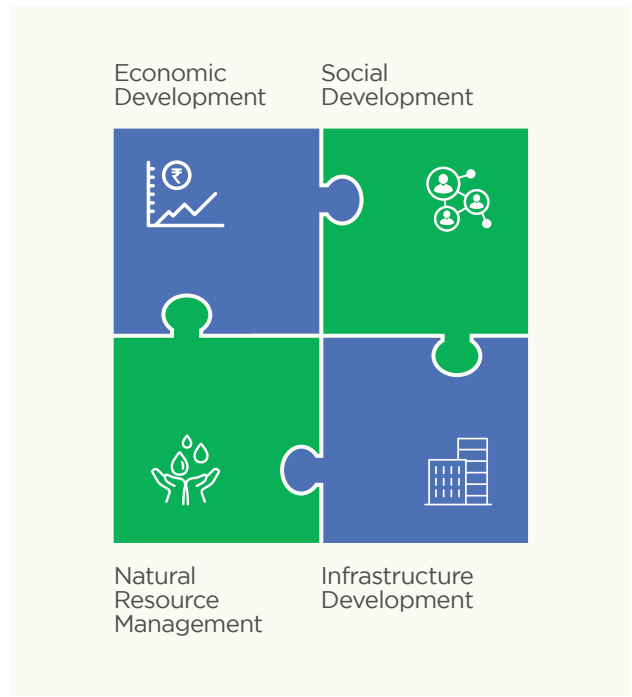 Economic
Development
Social
Development
₹
Natural
Resource
Management
Infrastructure
Development